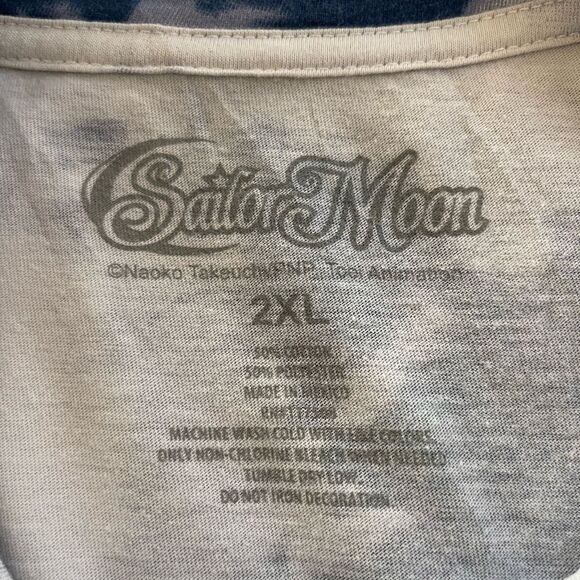 Sailor Moon
©Naoko Takeuchi/PNP, Toei Animation
2XL
50% COTTON
50% POLYESTER
MADE IN MEXICO
MACHINE WASH COLD WITH LIKE COLORS.
ONLY NON-CHLORINE BLEACH WHEN NEEDED
TUMBLE DRY LOW.
DO NOT IRON DECORATION.